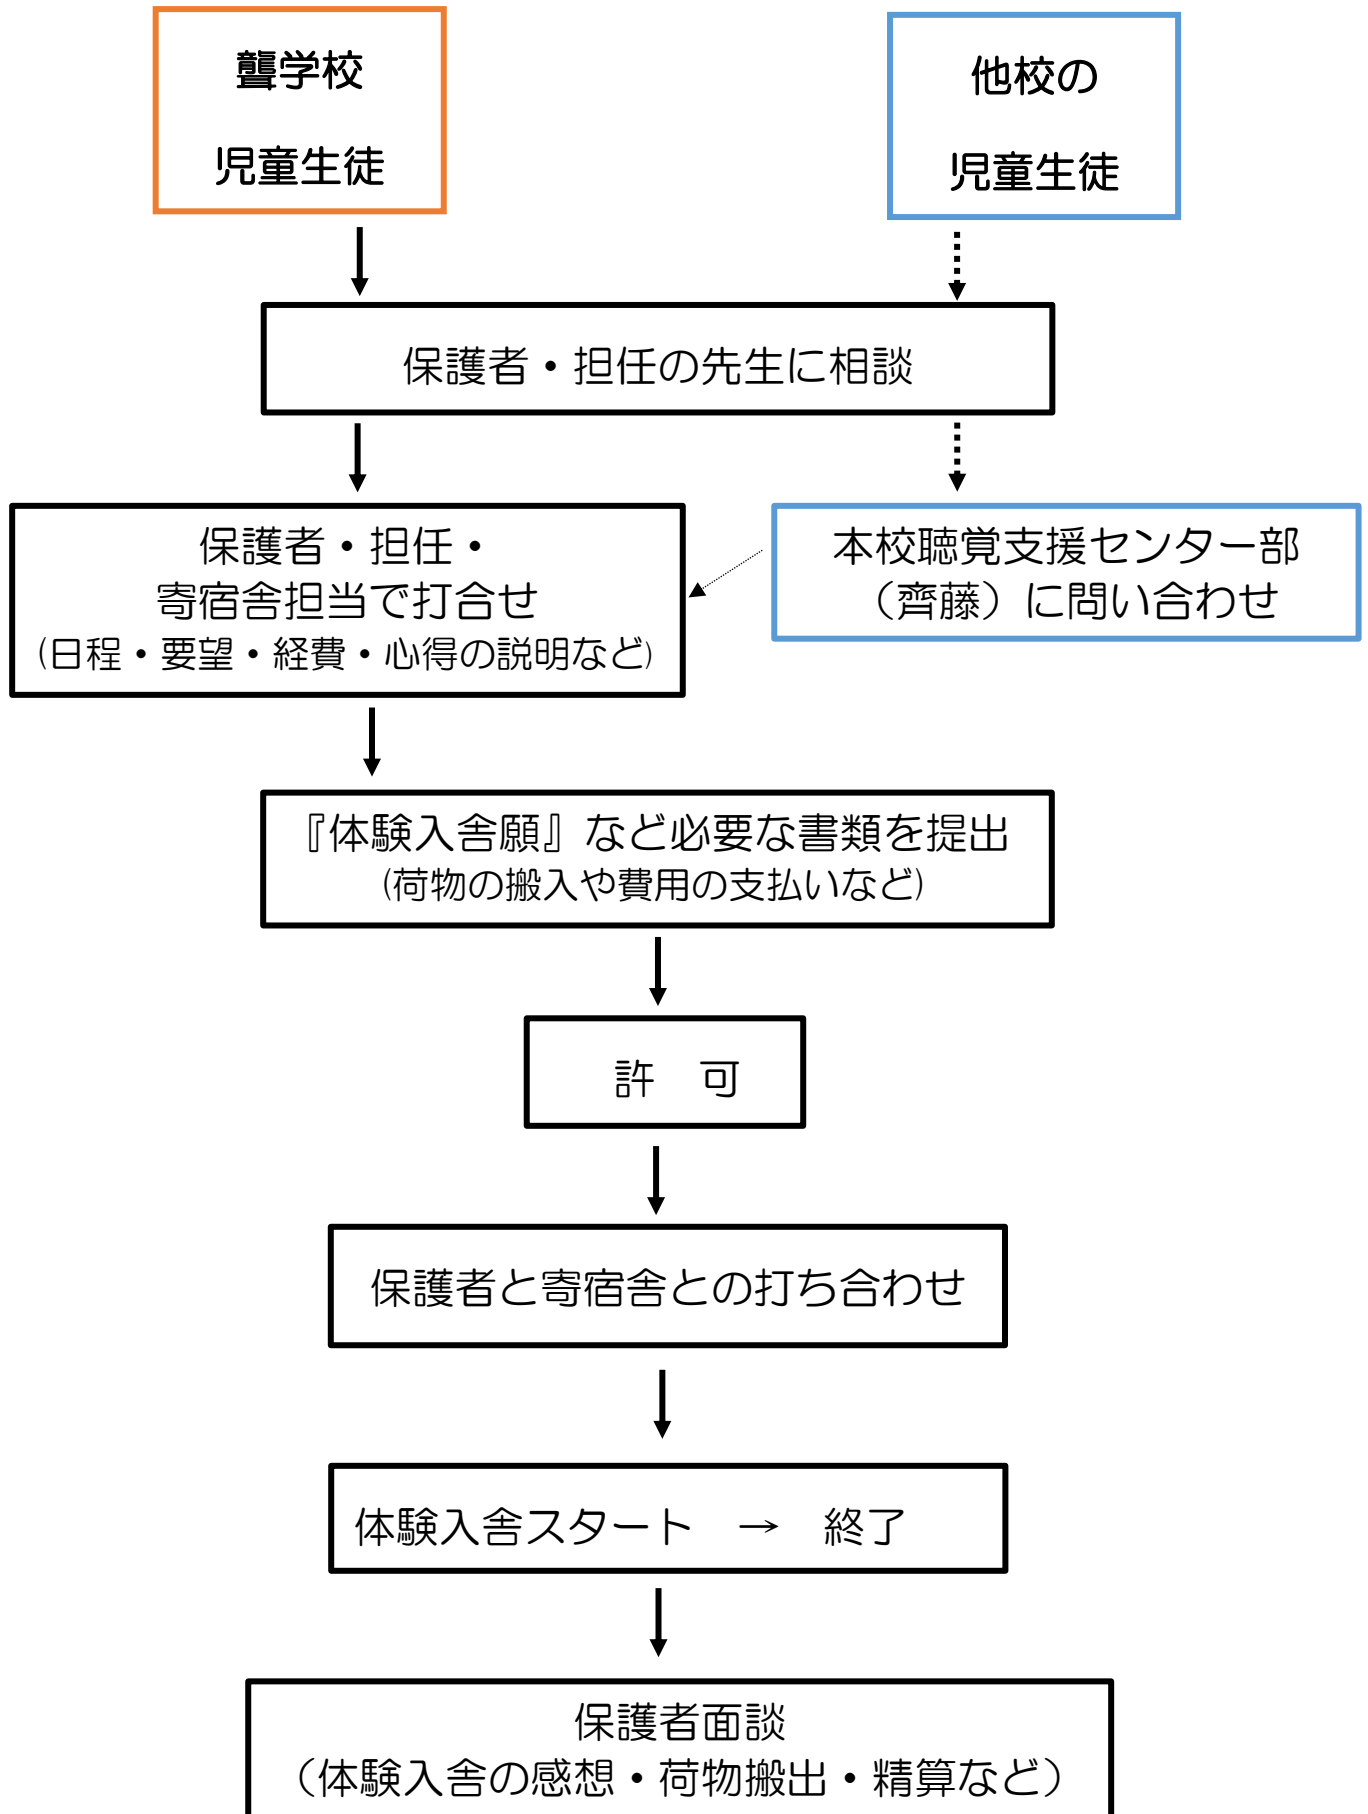 聾学校
児童生徒
他校の
児童生徒
保護者・担任の先生に相談
保護者・担任・
寄宿舎担当で打合せ
(日程・要望・経費・心得の説明など)
本校聴覚支援センター部
（齊藤）に問い合わせ
『体験入舎願』など必要な書類を提出
(荷物の搬入や費用の支払いなど)
許　可
保護者と寄宿舎との打ち合わせ
体験入舎スタート　→　終了
保護者面談
（体験入舎の感想・荷物搬出・精算など）